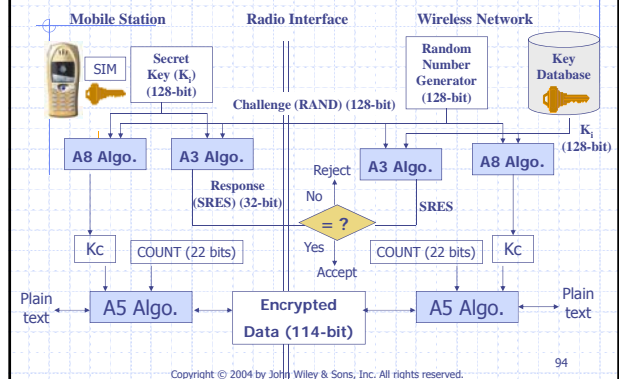 Mobile Station
Radio Interface
Wireless Network
SIM
Secret
Key (Ki)
(128-bit)
Random
Number
Generator
(128-bit)
Key
Database
Challenge (RAND) (128-bit)
Ki
(128-bit)
A8 Algo.
A3 Algo.
Reject
A3 Algo.
A8 Algo.
Response
(SRES) (32-bit)
No
SRES
= ?
Kc
COUNT (22 bits)
Yes
COUNT (22 bits)
Kc
Accept
Plain
text
A5 Algo.
Encrypted
Data (114-bit)
A5 Algo.
Plain
text
94
Copyright © 2004 by John Wiley & Sons, Inc. All rights reserved.